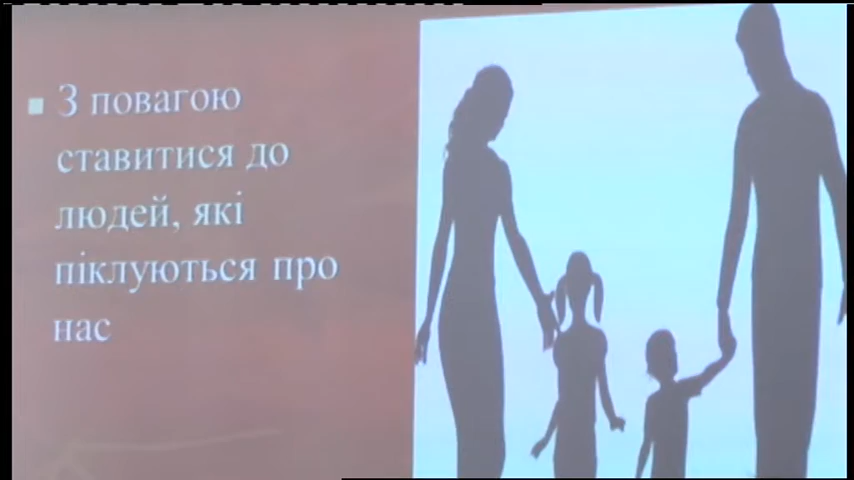 З повагою
ставитися до
людей, які
піклуються про
нас